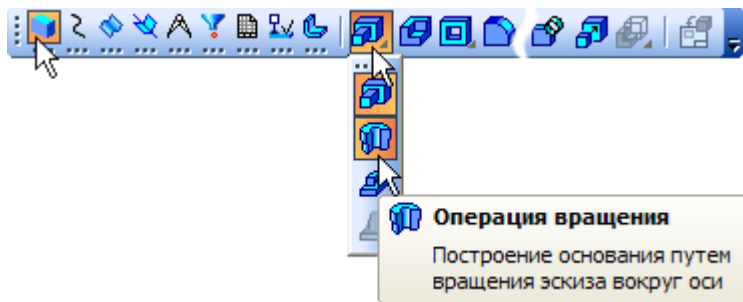 Операция вращения
Построение основания путем
вращения эскиза вокруг оси